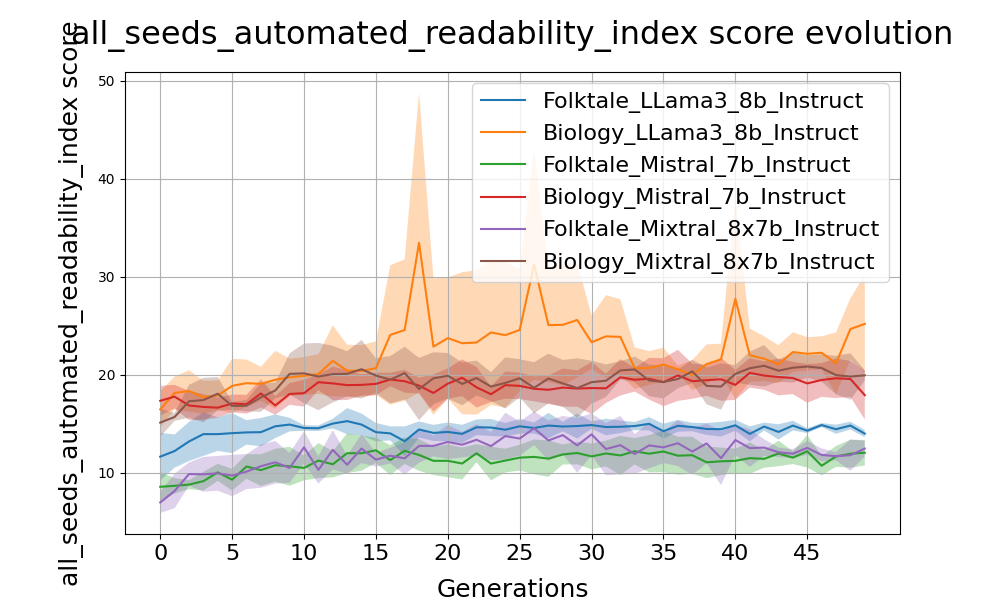 all_seeds_automated_readability_index score evolution
all_seeds_automated_readability_index score
50
40
30
20
10
Folktale_LLama3_8b_Instruct
Biology_LLama3_8b_Instruct
Folktale_Mistral_7b_Instruct
Biology_Mistral_7b_Instruct
Folktale_Mixtral_8x7b_Instruct
Biology_Mixtral_8x7b_Instruct
0 5 10 15 20 25 30 35 40 45
Generations